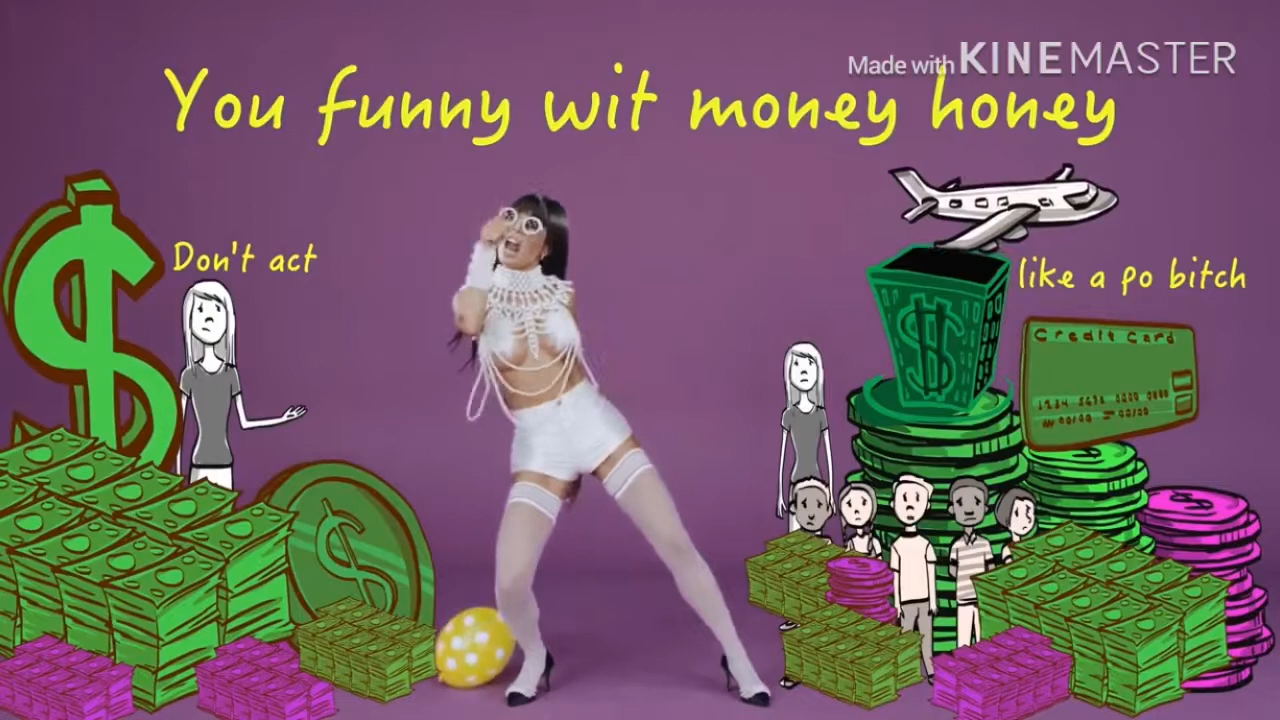 Made with KINEMASTER
You funny wit money honey
Don't act
like a po bitch
Credit Card